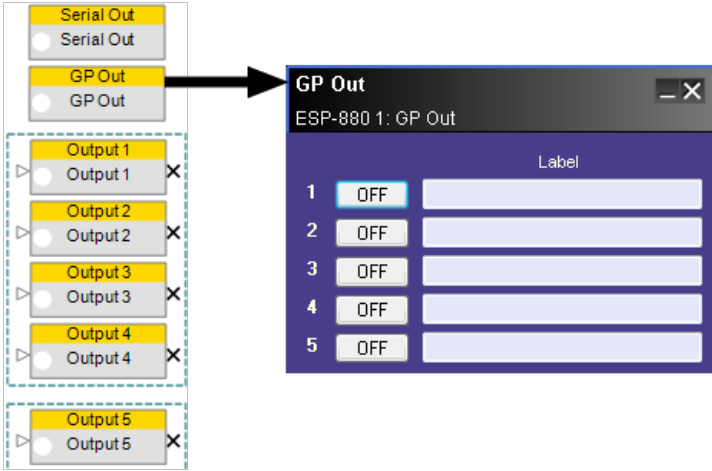 Serial Out
Serial Out
GP Out
GP Out
Output 1
Output 1
Output 2
Output 2
Output 3
Output 3
Output 4
Output 4
Output 5
Output 5
GP Out
ESP-880 1: GP Out
Label
1 OFF
2 OFF
3 OFF
4 OFF
5 OFF